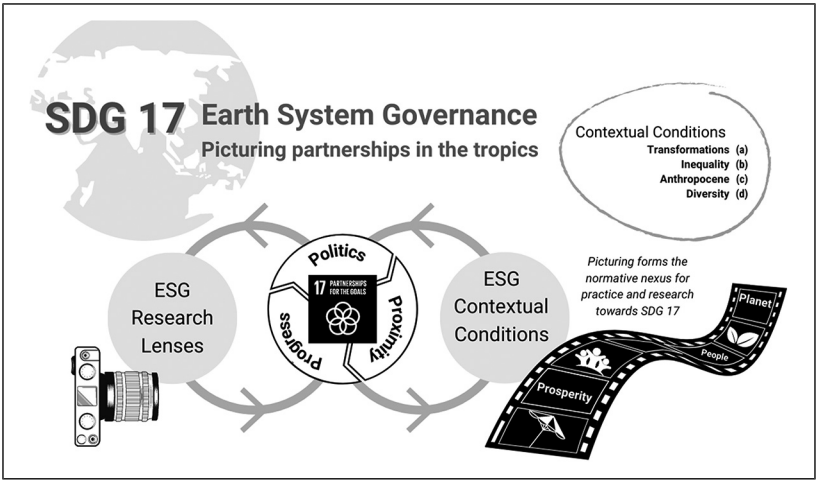 SDG 17
Earth System Governance
Picturing partnerships in the tropics
Contextual Conditions
Transformations (a)
Inequality (b)
Anthropocene (c)
Diversity (d)
ESG
Research
Lenses
Politics
Proximity
Progress
17 PARTNERSHIPS
FOR THE GOALS
ESG
Contextual
Conditions
Picturing forms the
normative nexus for
practice and research
towards SDG 17
Planet
People
Prosperity